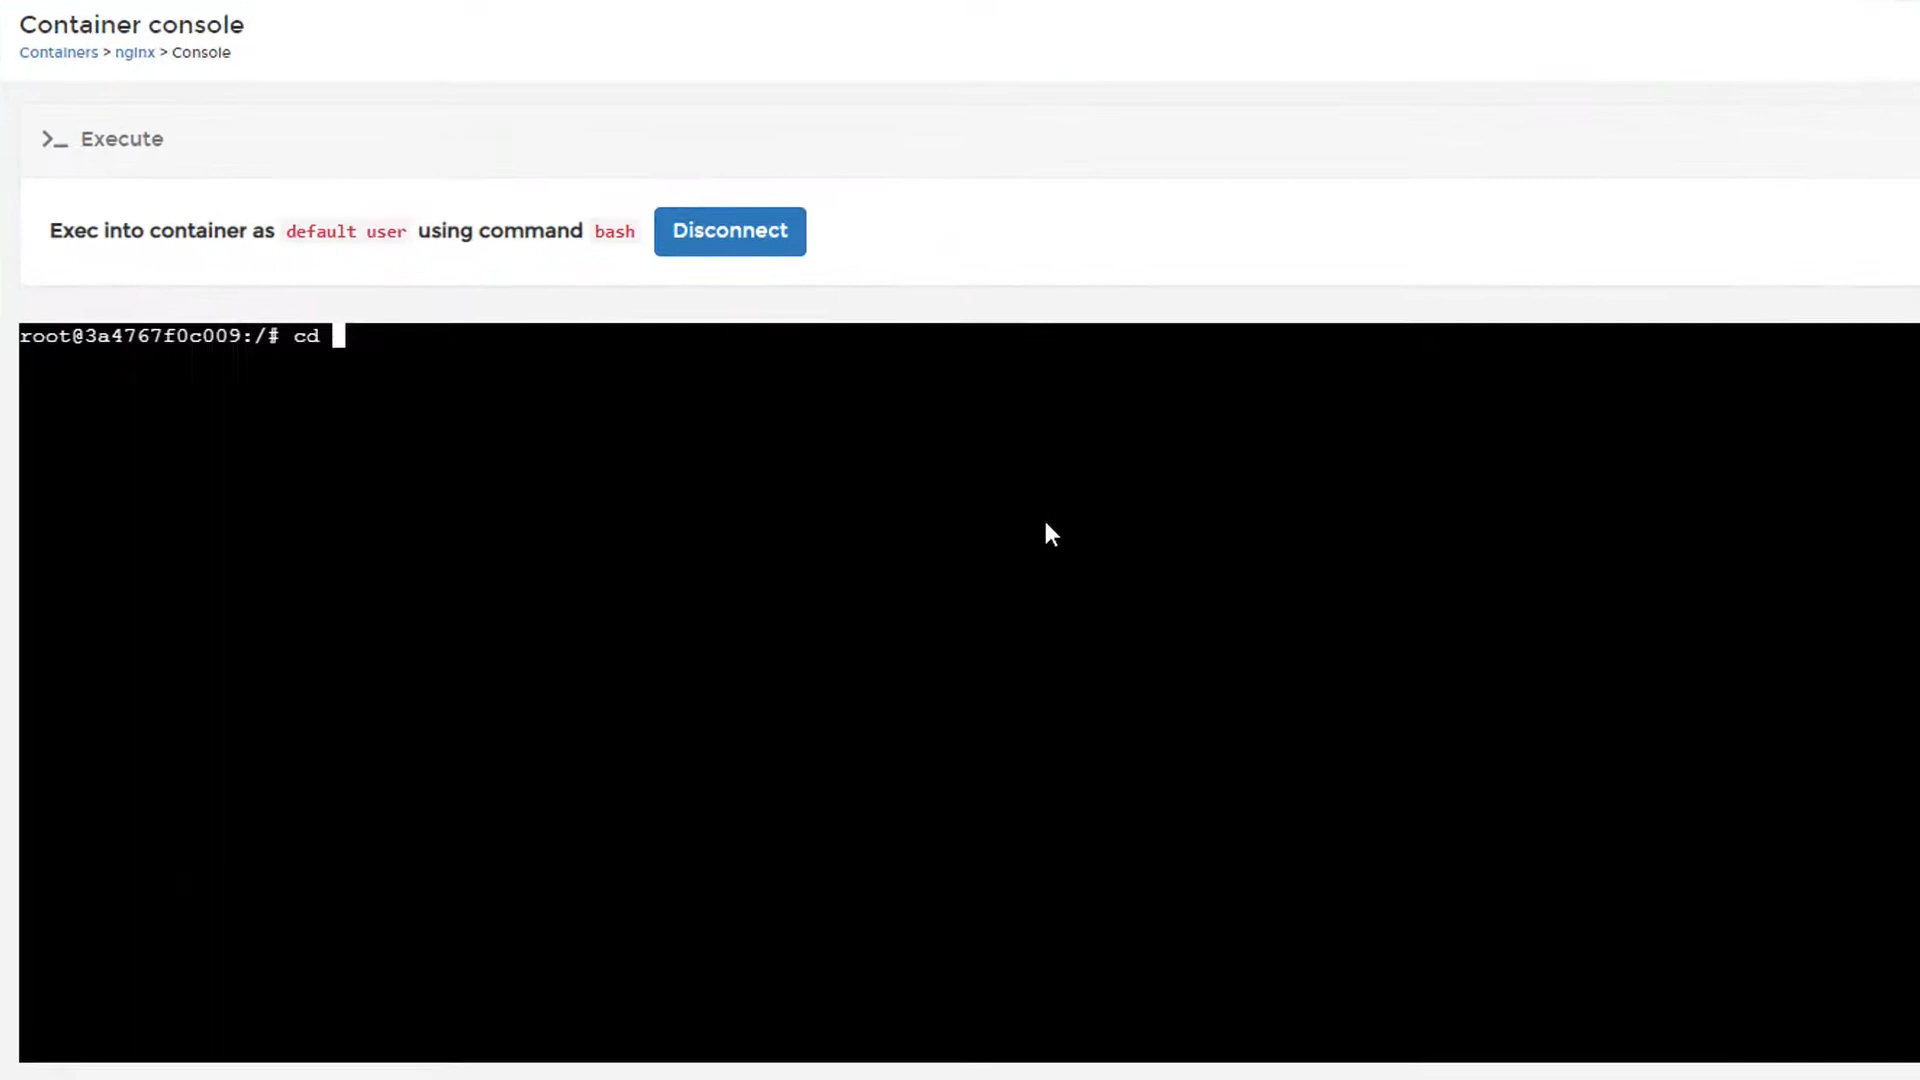 Container console
Containers > nginx > Console
>_ Execute
Exec into container as default user using command bash Disconnect
root@3a4767f0c009:/# cd